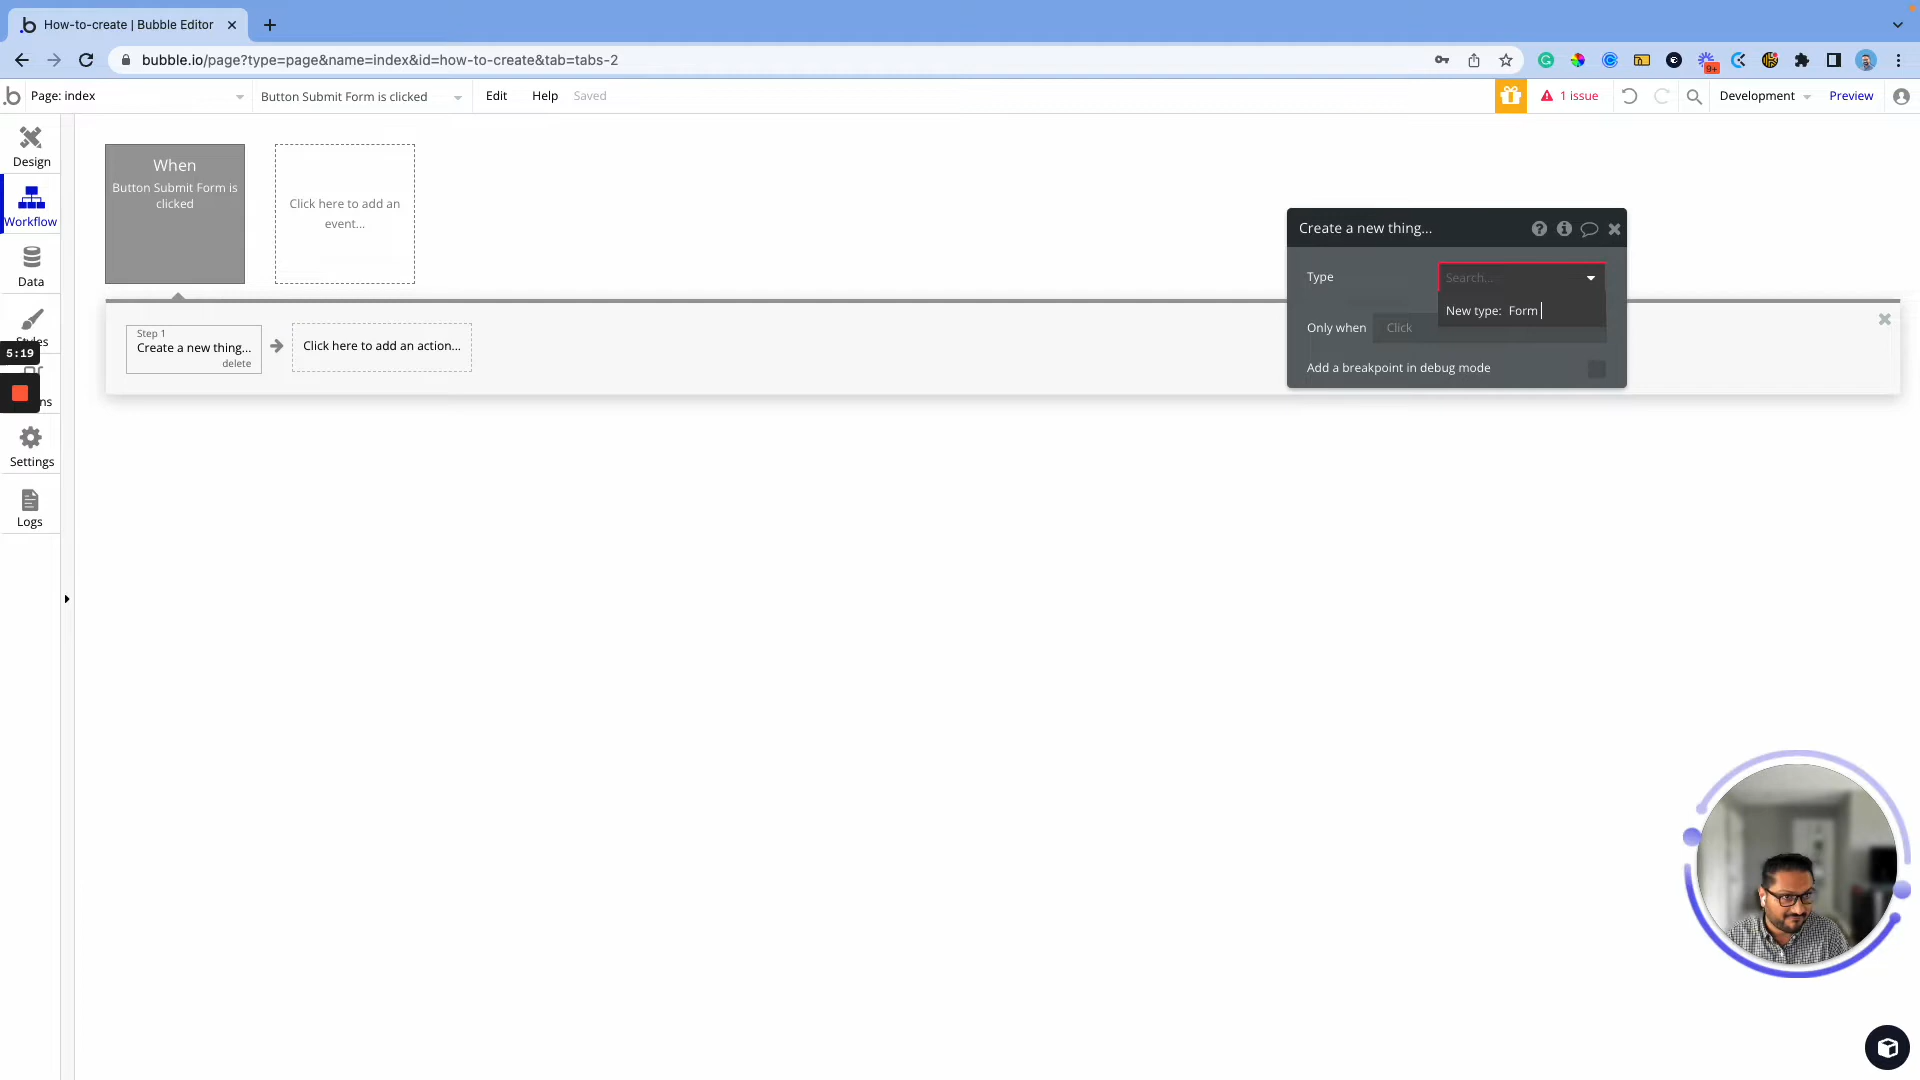 How-to-create | Bubble Editor
bubble.io/page?type=page&name=index&id=how-to-create&tab=tabs-2
9+
Page: index
Button Submit Form is clicked
Edit
Help
Saved
1 issue
Development
Preview
Design
Workflow
Data
Styles
5:19
ns
Settings
Logs
When
Button Submit Form is
clicked
Click here to add an
event...
Step 1
Create a new thing...
delete
Click here to add an action...
Create a new thing...
Type
Search...
New type: Form
Only when
Click
Add a breakpoint in debug mode